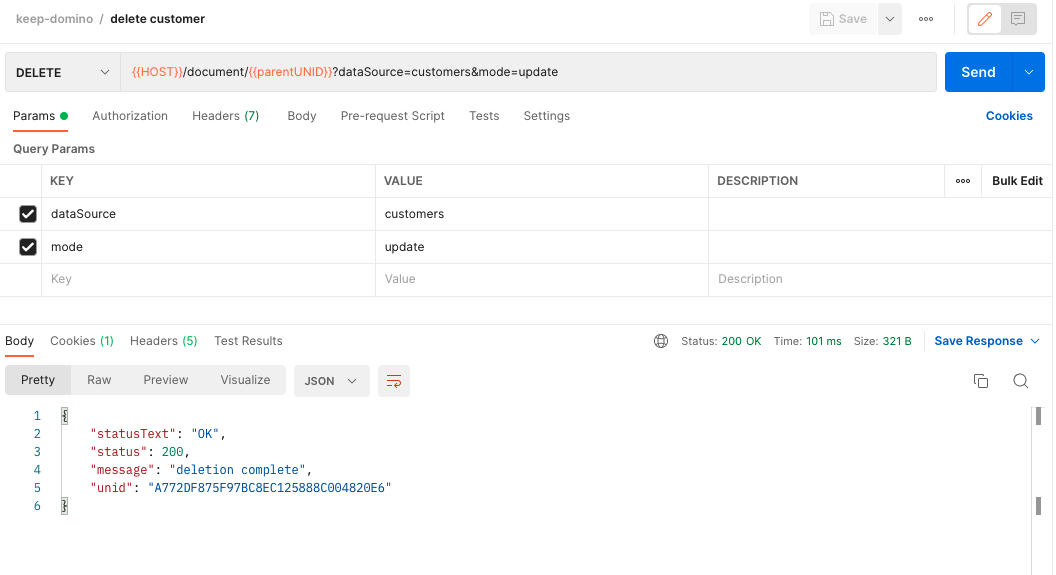 keep-domino / delete customer
Save
DELETE
{{HOST}}/document/{{parentUNID}}?dataSource=customers&mode=update
Send
Params Authorization Headers (7) Body Pre-request Script Tests Settings Cookies
Query Params
KEY VALUE DESCRIPTION Bulk Edit
dataSource customers
mode update
Key Value Description
Body Cookies (1) Headers (5) Test Results Status: 200 OK Time: 101 ms Size: 321 B Save Response
Pretty Raw Preview Visualize JSON
1 {
2 "statusText": "OK",
3 "status": 200,
4 "message": "deletion complete",
5 "unid": "A772DF875F97BC8EC125888C004820E6"
6 }